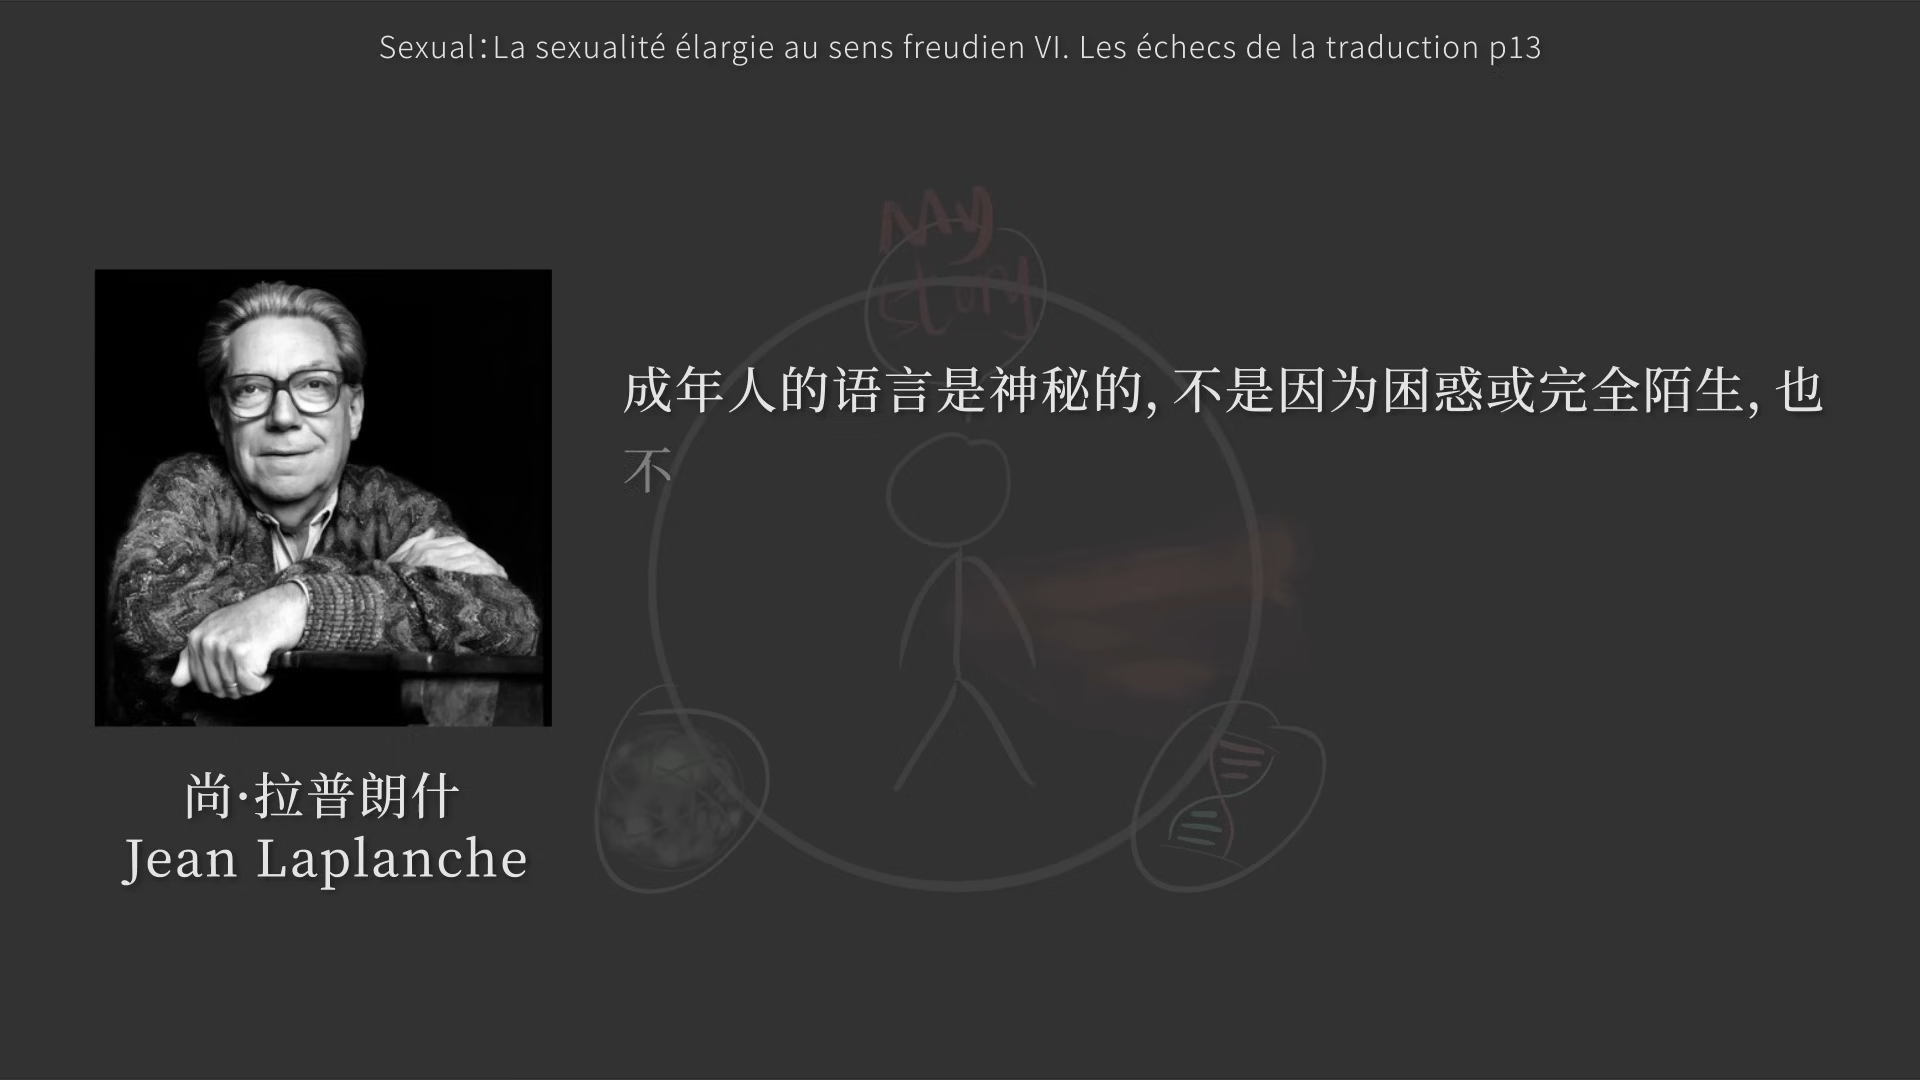 Sexual：La sexualité élargie au sens freudien VI. Les échecs de la traduction p13
My
story
成年人的语言是神秘的, 不是因为困惑或完全陌生, 也
不
尚·拉普朗什
Jean Laplanche